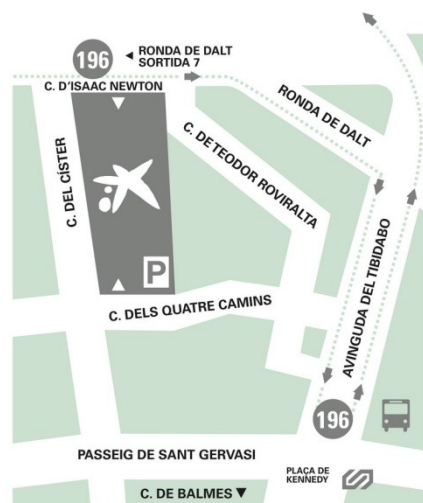 196
◀ RONDA DE DALT
SORTIDA 7
C. D'ISAAC NEWTON
RONDA DE DALT
C. DE TEODOR ROVIRALTA
C. DEL CÍSTER
P
AVINGUDA DEL TIBIDABO
C. DELS QUATRE CAMINS
196
PASSEIG DE SANT GERVASI
PLAÇA DE
KENNEDY
C. DE BALMES ▼